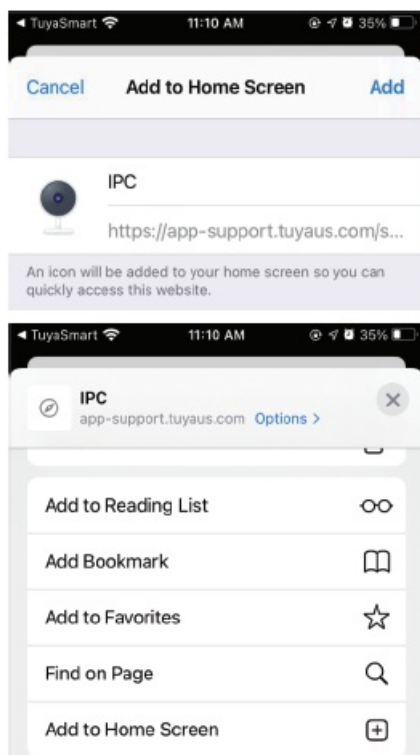 TuyaSmart 11:10 AM 35%
Cancel Add to Home Screen Add
IPC
https://app-support.tuyaus.com/s...
An icon will be added to your home screen so you can
quickly access this website.
TuyaSmart 11:10 AM 35%
IPC
app-support.tuyaus.com Options >
Add to Reading List
Add Bookmark
Add to Favorites
Find on Page
Add to Home Screen